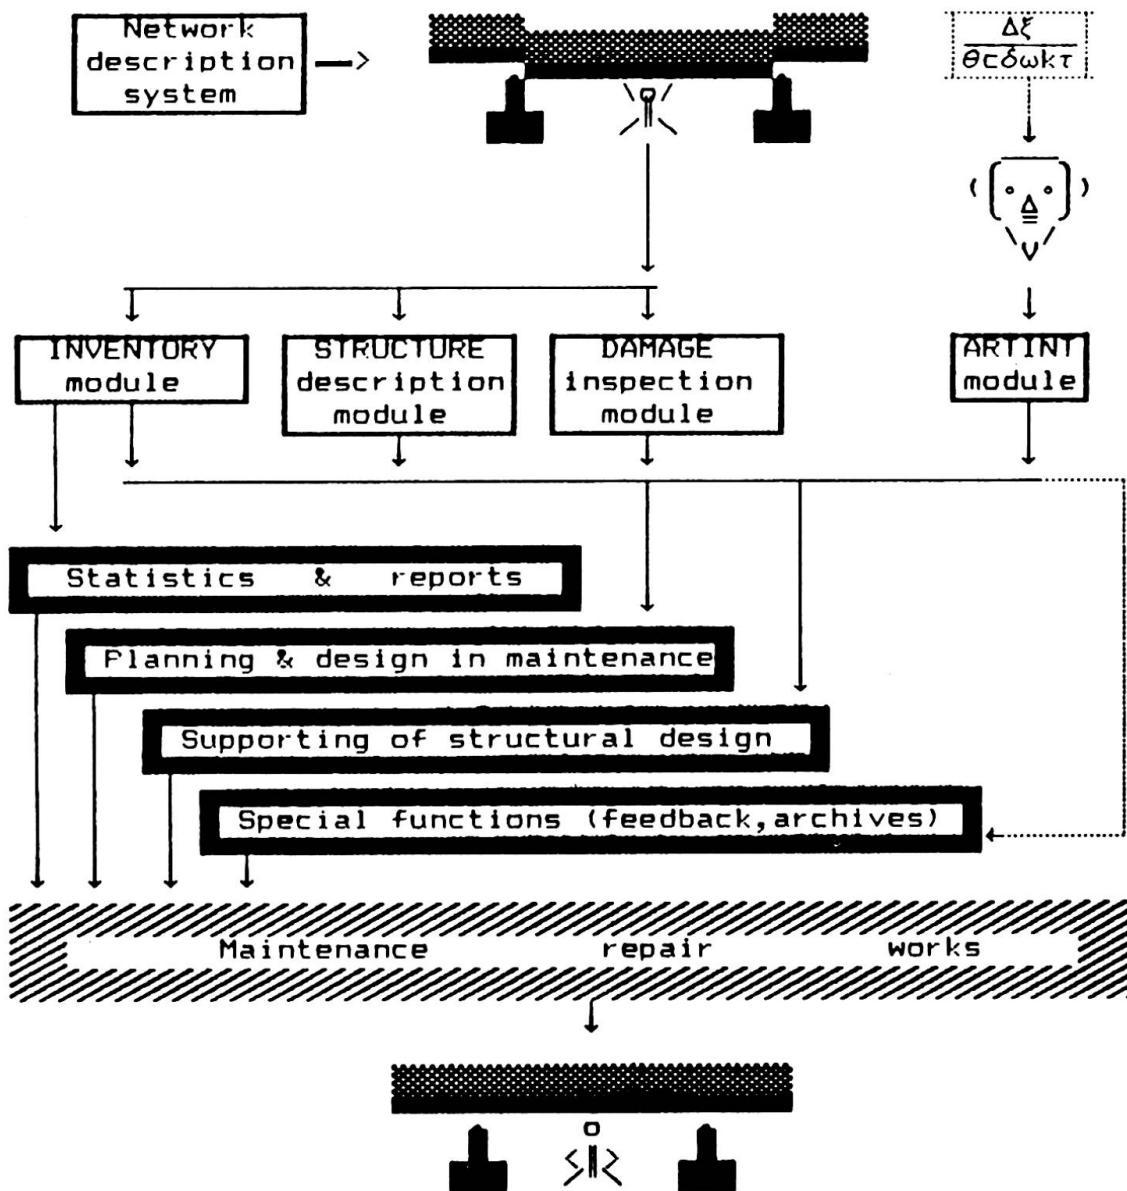 Network
description
system
Δξ
θcδωkτ
INVENTORY
module
STRUCTURE
description
module
DAMAGE
inspection
module
ARTINT
module
Statistics & reports
Planning & design in maintenance
Supporting of structural design
Special functions (feedback,archives)
Maintenance repair works